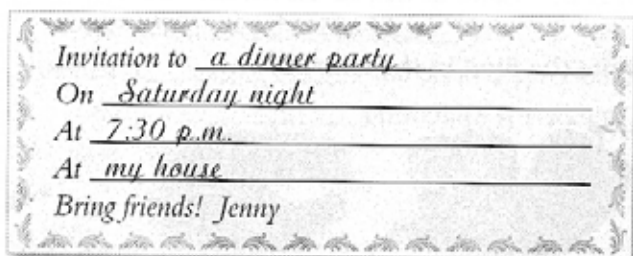 Invitation to a dinner party
On Saturday night
At 7:30 p.m.
At my house
Bring friends! Jenny